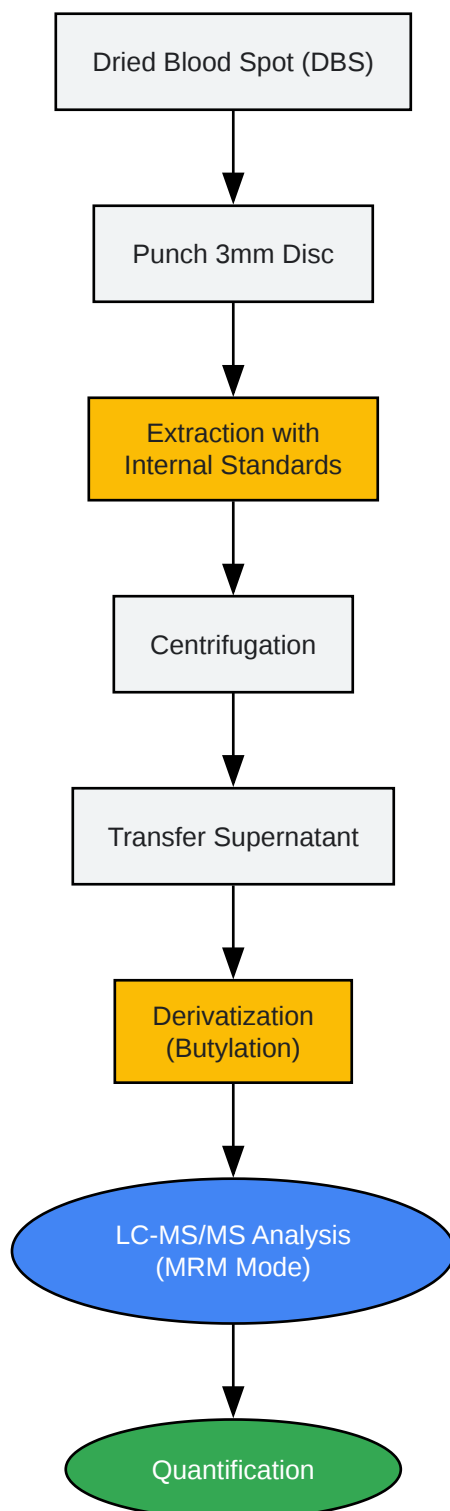 Dried Blood Spot (DBS)
Punch 3mm Disc
Extraction with
Internal Standards
Centrifugation
Transfer Supernatant
Derivatization
(Butylation)
LC-MS/MS Analysis
(MRM Mode)
Quantification